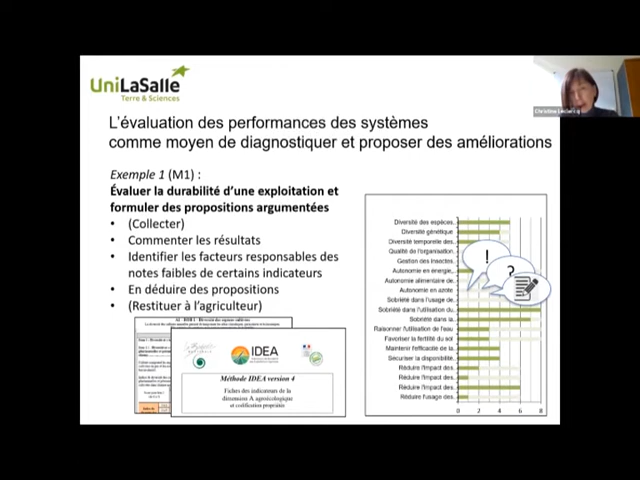 UniLaSalle
Terre & Sciences
L'évaluation des performances des systèmes
comme moyen de diagnostiquer et proposer des améliorations
Exemple 1 (M1) :
Évaluer la durabilité d'une exploitation et
formuler des propositions argumentées
• (Collecter)
• Commenter les résultats
• Identifier les facteurs responsables des
notes faibles de certains indicateurs
• En déduire des propositions
• (Restituer à l'agriculteur)
IDEA
Méthode IDEA version 4
Fiches des indicateurs de la
dimension A agroécologique
et codification propriétés
Diversité des espèces,
Diversité génétique
Diversité temporelle des
Qualité de l'organisation
Gestion des insectes
Autonomie en énergie,
Autonomie alimentaire de
Autonomie en azote
Sobriété dans l'usage de
Sobriété dans l'utilisation du
Sobriété dans la
Raisonner l'utilisation de l'eau
Favoriser la fertilité du sol
Maintenir l'efficacité de la
Sécuriser la disponibilité,
Réduire l'impact des
Réduire l'impact des
Réduire l'impact des
Réduire l'usage des
! ?
0 2 4 6 8